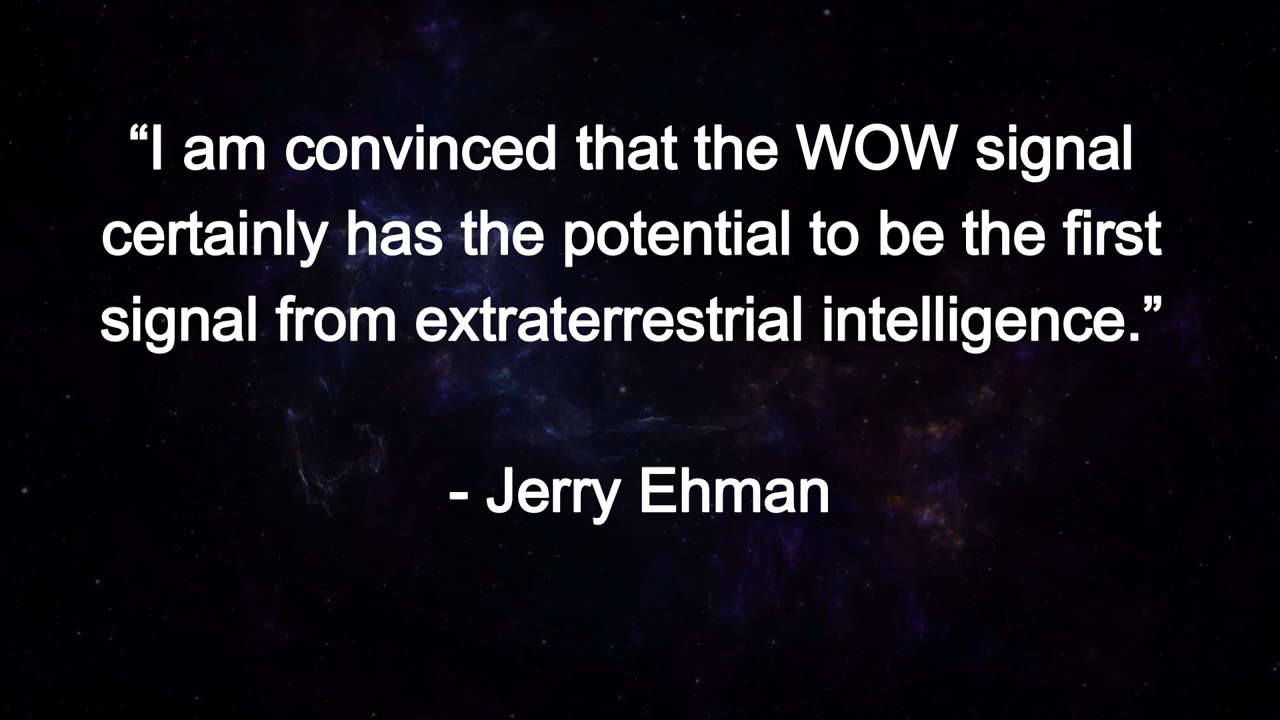 “I am convinced that the WOW signal
certainly has the potential to be the first
signal from extraterrestrial intelligence.”
- Jerry Ehman